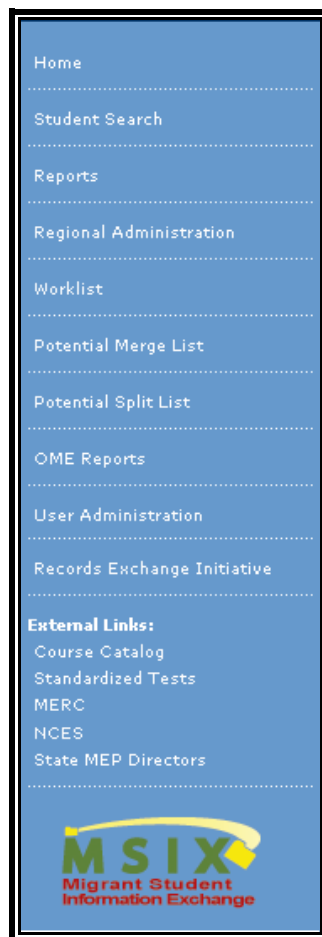 Home
Student Search
Reports
Regional Administration
Worklist
Potential Merge List
Potential Split List
OME Reports
User Administration
Records Exchange Initiative
External Links:
Course Catalog
Standardized Tests
MERC
NCES
State MEP Directors
MSIX
Migrant Student
Information Exchange